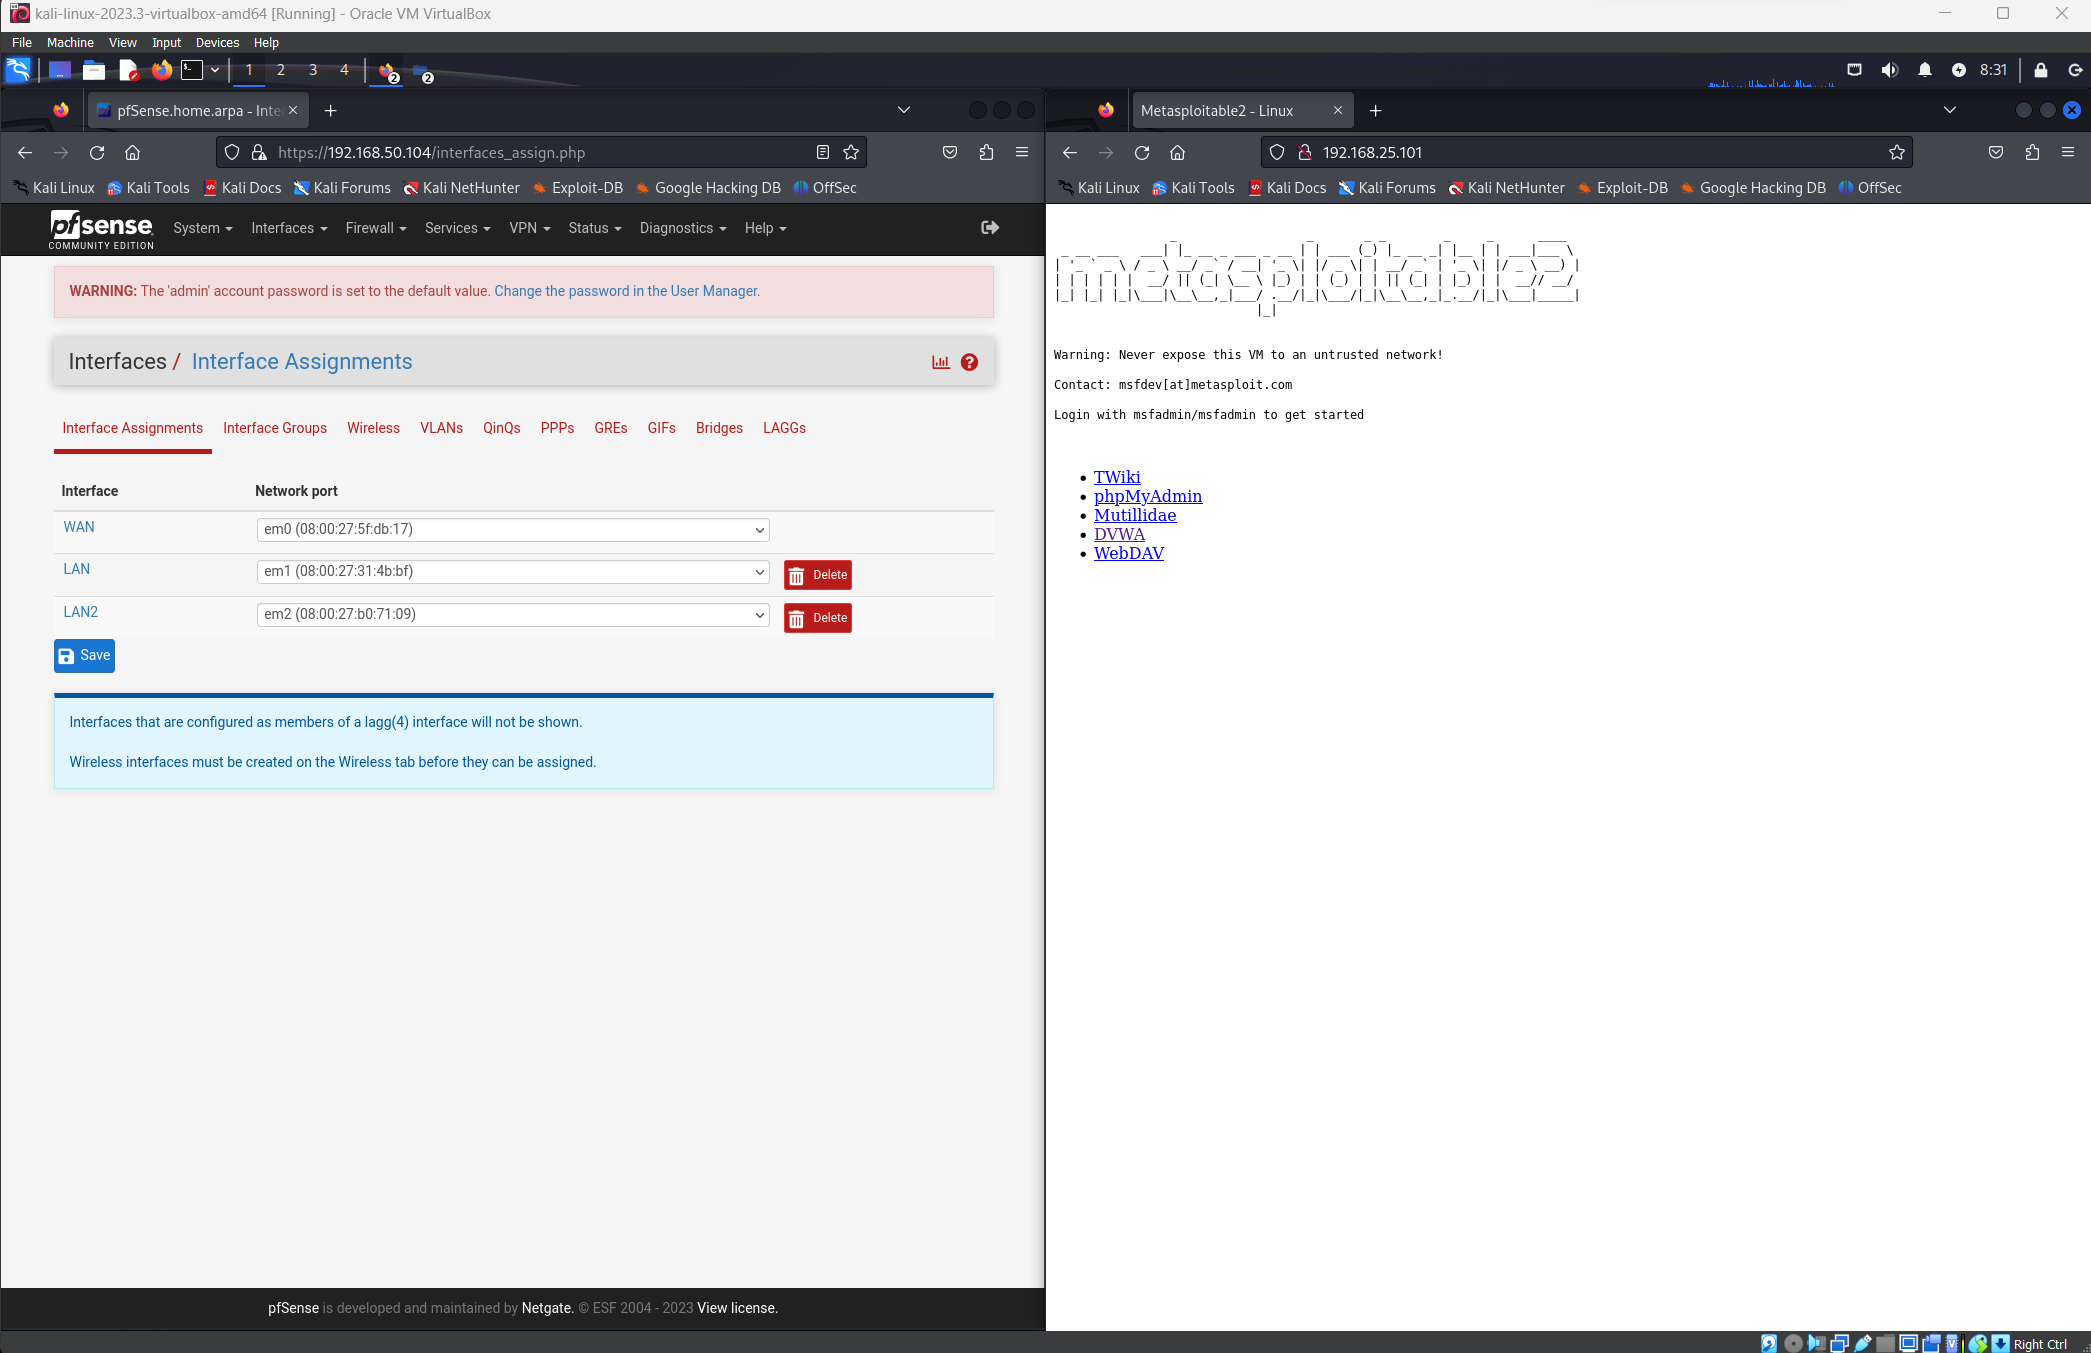 kali-linux-2023.3-virtualbox-amd64 [Running] - Oracle VM VirtualBox
File Machine View Input Devices Help
1 2 3 4 2 2 8:31
pfSense.home.arpa - Inte
https://192.168.50.104/interfaces_assign.php
Kali Linux Kali Tools Kali Docs Kali Forums Kali NetHunter Exploit-DB Google Hacking DB OffSec
pfsense COMMUNITY EDITION
System Interfaces Firewall Services VPN Status Diagnostics Help
WARNING: The 'admin' account password is set to the default value. Change the password in the User Manager.
Interfaces / Interface Assignments
Interface Assignments Interface Groups Wireless VLANs QinQs PPPs GREs GIFs Bridges LAGGs
Interface Network port
WAN em0 (08:00:27:5f:db:17)
LAN em1 (08:00:27:31:4b:bf) Delete
LAN2 em2 (08:00:27:b0:71:09) Delete
Save
Interfaces that are configured as members of a lagg(4) interface will not be shown.
Wireless interfaces must be created on the Wireless tab before they can be assigned.
pfSense is developed and maintained by Netgate. © ESF 2004 - 2023 View license.
Metasploitable2 - Linux
192.168.25.101
Kali Linux Kali Tools Kali Docs Kali Forums Kali NetHunter Exploit-DB Google Hacking DB OffSec
metasploitable2
Warning: Never expose this VM to an untrusted network!
Contact: msfdev[at]metasploit.com
Login with msfadmin/msfadmin to get started
• TWiki
• phpMyAdmin
• Mutillidae
• DVWA
• WebDAV
Right Ctrl